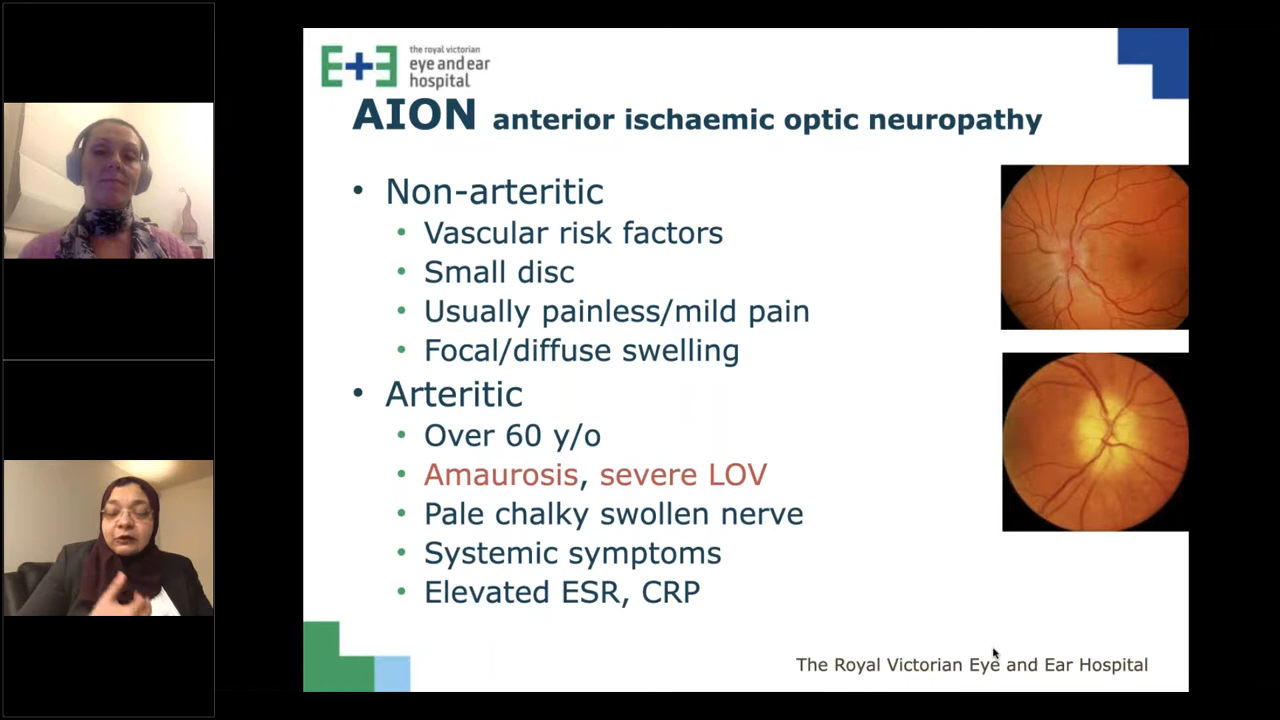 the royal victorian
eye and ear
hospital
AION anterior ischaemic optic neuropathy
• Non-arteritic
• Vascular risk factors
• Small disc
• Usually painless/mild pain
• Focal/diffuse swelling
• Arteritic
• Over 60 y/o
• Amaurosis, severe LOV
• Pale chalky swollen nerve
• Systemic symptoms
• Elevated ESR, CRP
The Royal Victorian Eye and Ear Hospital